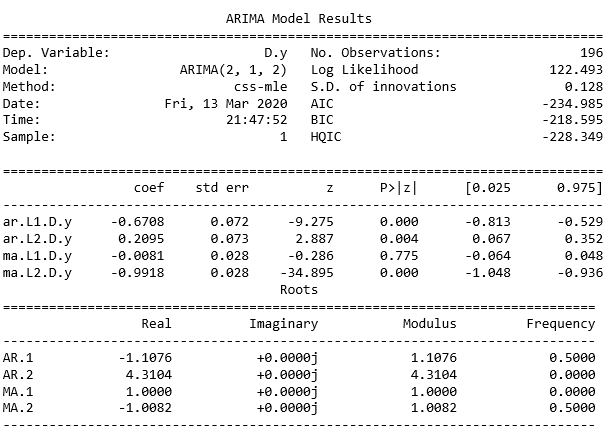 ARIMA Model Results
==============================================================================
Dep. Variable: D.y No. Observations: 196
Model: ARIMA(2, 1, 2) Log Likelihood 122.493
Method: css-mle S.D. of innovations 0.128
Date: Fri, 13 Mar 2020 AIC -234.985
Time: 21:47:52 BIC -218.595
Sample: 1 HQIC -228.349
==============================================================================
coef std err z P>|z| [0.025 0.975]
------------------------------------------------------------------------------
ar.L1.D.y -0.6708 0.072 -9.275 0.000 -0.813 -0.529
ar.L2.D.y 0.2095 0.073 2.887 0.004 0.067 0.352
ma.L1.D.y -0.0081 0.028 -0.286 0.775 -0.064 0.048
ma.L2.D.y -0.9918 0.028 -34.895 0.000 -1.048 -0.936
Roots
=============================================================================
Real Imaginary Modulus Frequency
-----------------------------------------------------------------------------
AR.1 -1.1076 +0.0000j 1.1076 0.5000
AR.2 4.3104 +0.0000j 4.3104 0.0000
MA.1 1.0000 +0.0000j 1.0000 0.0000
MA.2 -1.0082 +0.0000j 1.0082 0.5000
-----------------------------------------------------------------------------